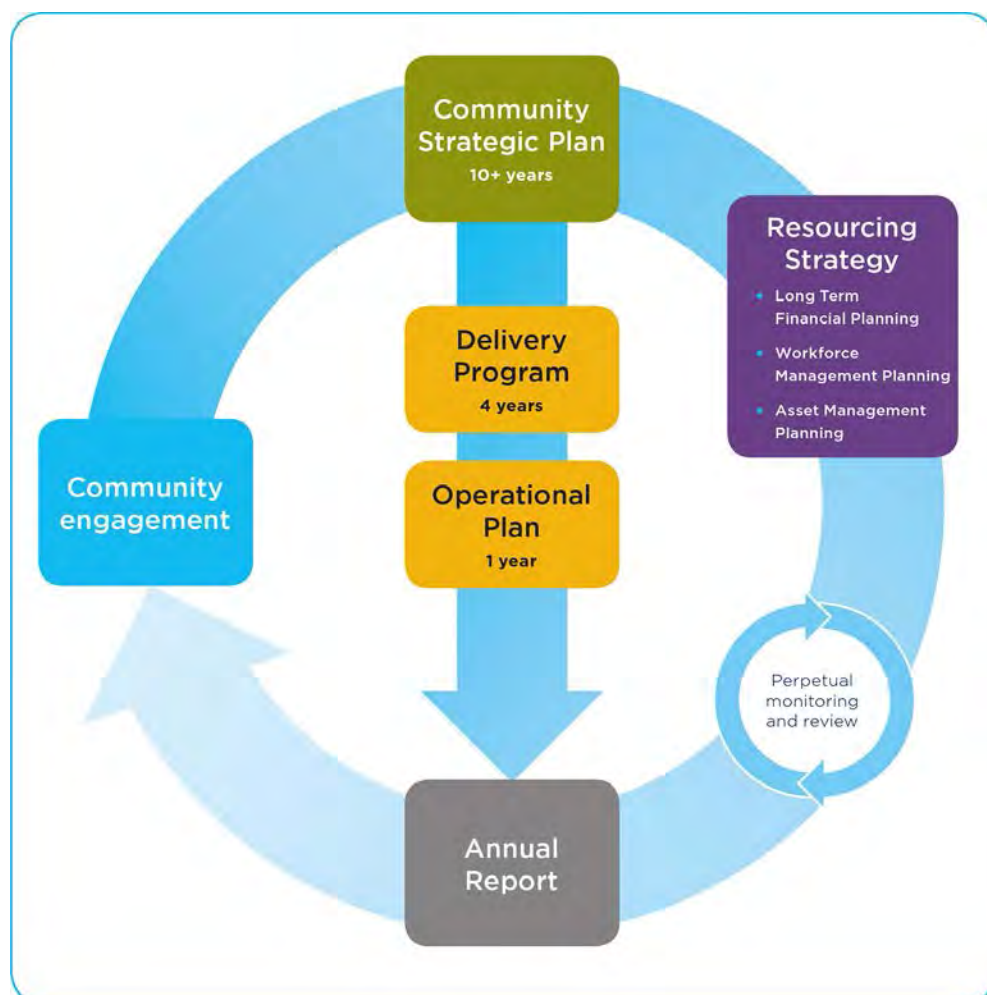 Community
Strategic Plan
10+ years
Resourcing
Strategy
• Long Term
Financial Planning
• Workforce
Management Planning
• Asset Management
Planning
Delivery
Program
4 years
Operational
Plan
1 year
Community
engagement
Perpetual
monitoring
and review
Annual
Report